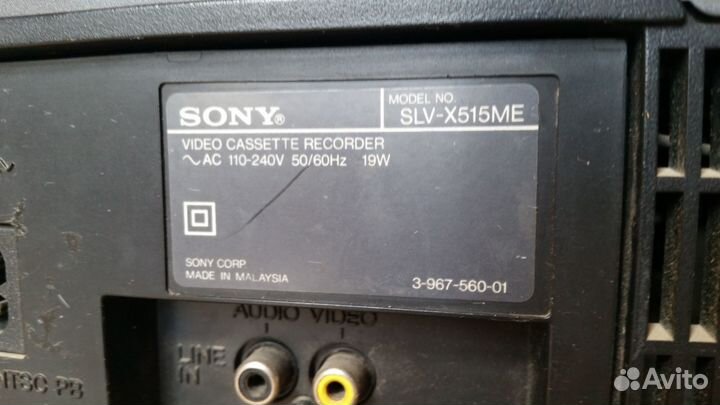 SONY®
MODEL NO.
SLV-X515ME
VIDEO CASSETTE RECORDER
~AC 110-240V 50/60Hz 19W
SONY CORP
MADE IN MALAYSIA
3-967-560-01
AUDIO VIDEO
LINE
IN
NTSC PB
Avito